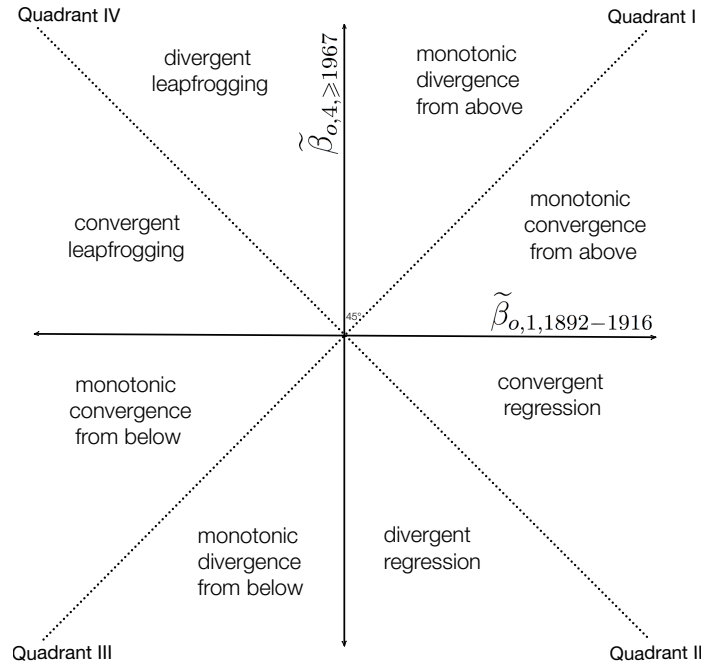 Quadrant IV
Quadrant I
divergent
leapfrogging
β̃ₒ,₄,≥1967
monotonic
divergence
from above
convergent
leapfrogging
monotonic
convergence
from above
45°
β̃ₒ,₁,1892−1916
monotonic
convergence
from below
convergent
regression
monotonic
divergence
from below
divergent
regression
Quadrant III
Quadrant II